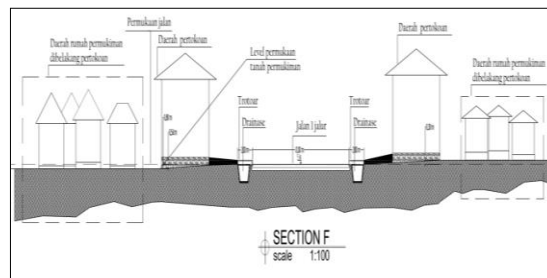 Permukaan jalan
Daerah rumah permukiman
dibelakang pertokoan
Daerah pertokoan
Level permukaan
tanah permukiman
Trotoar
Drainase
Jalan 1 jalur
Trotoar
Drainase
Daerah pertokoan
Daerah rumah permukiman
dibelakang pertokoan
SECTION F
scale 1:100